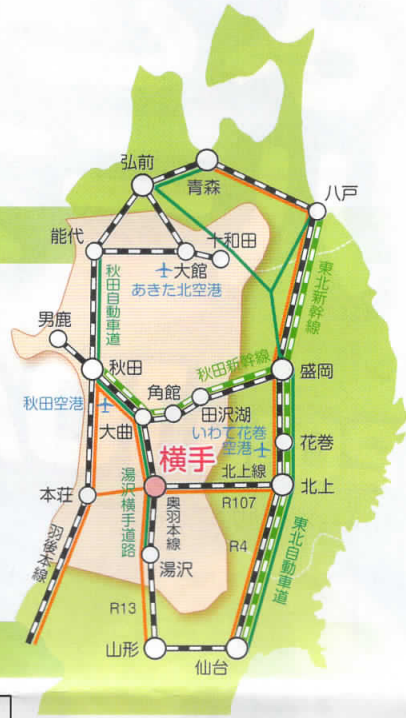 弘前
青森
八戸
能代
十和田
大館
あきた北空港
秋田自動車道
東北新幹線
男鹿
秋田
秋田新幹線
盛岡
角館
田沢湖
秋田空港
大曲
いわて花巻
空港
花巻
横手
北上線
北上
本荘
R107
湯沢横手道路
奥羽本線
羽後本線
R4
東北自動車道
湯沢
R13
山形
仙台